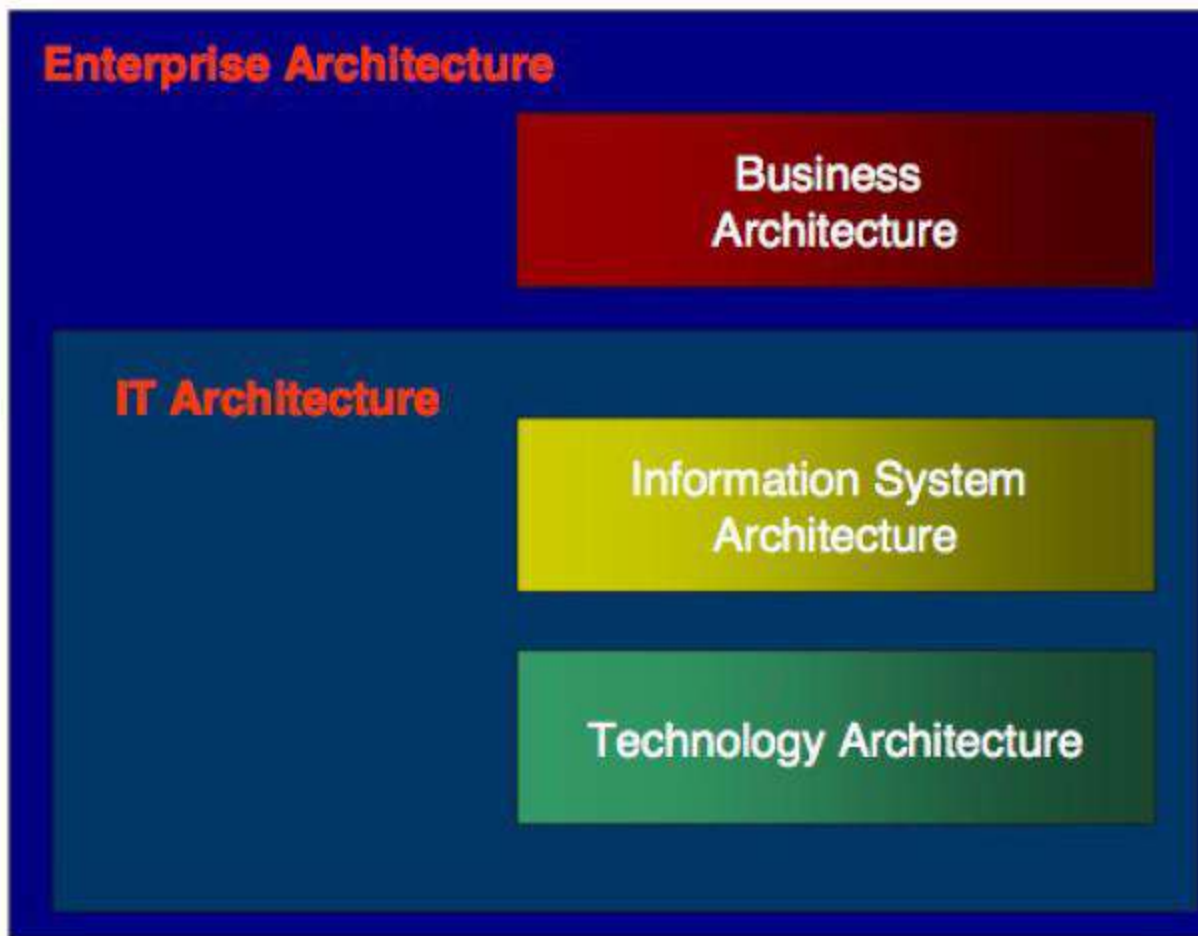 Enterprise Architecture
Business
Architecture
IT Architecture
Information System
Architecture
Technology Architecture